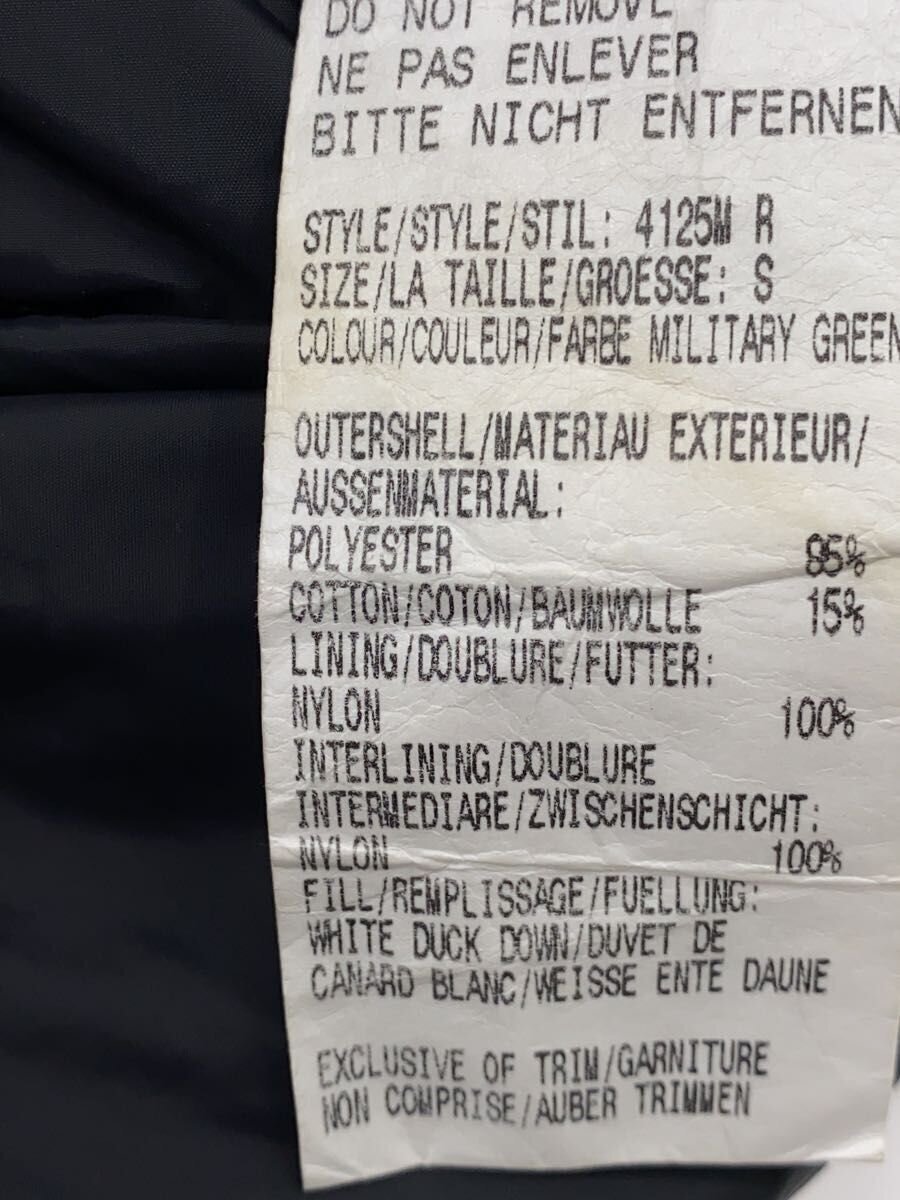 DO NOT REMOVE
NE PAS ENLEVER
BITTE NICHT ENTFERNEN
STYLE/STYLE/STIL: 4125M R
SIZE/LA TAILLE/GROESSE: S
COLOUR/COULEUR/FARBE MILITARY GREEN
OUTERSHELL/MATERIAU EXTERIEUR/
AUSSENMATERIAL:
POLYESTER 85%
COTTON/COTON/BAUMWOLLE 15%
LINING/DOUBLURE/FUTTER:
NYLON 100%
INTERLINING/DOUBLURE
INTERMEDIARE/ZWISCHENSCHICHT:
NYLON 100%
FILL/REMPLISSAGE/FUELLUNG:
WHITE DUCK DOWN/DUVET DE
CANARD BLANC/WEISSE ENTE DAUNE
EXCLUSIVE OF TRIM/GARNITURE
NON COMPRISE/AUBER TRIMMEN